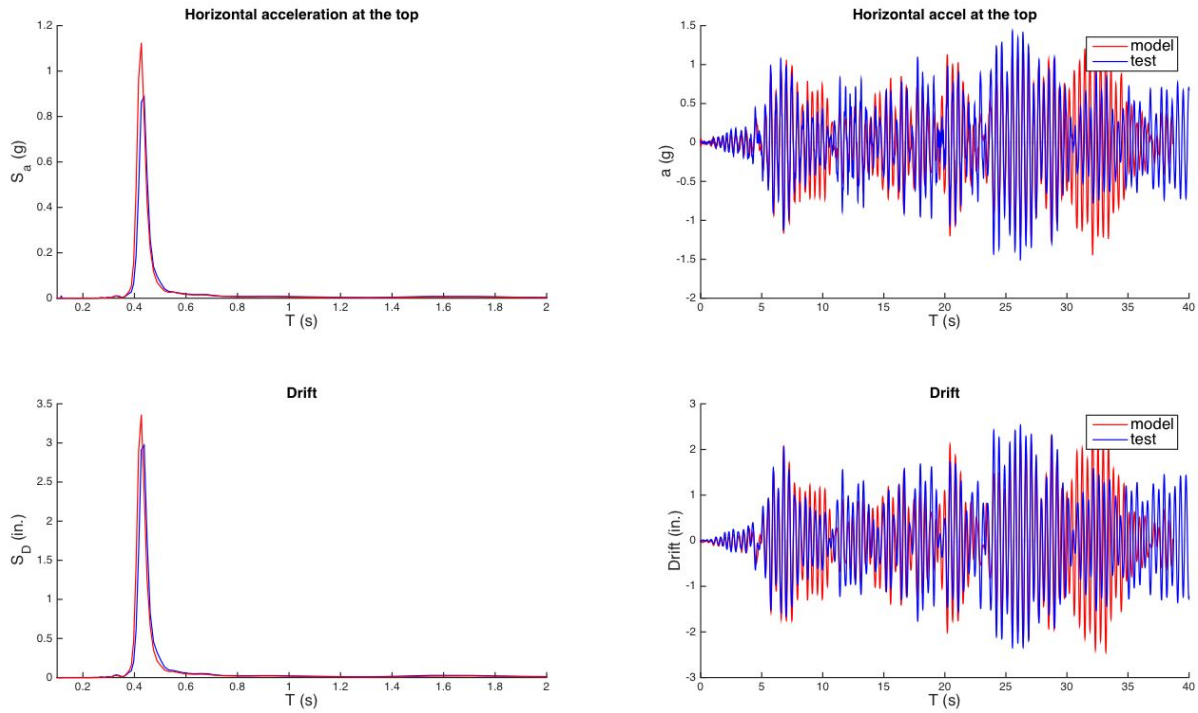 Horizontal acceleration at the top
1.2
1
0.8
0.6
0.4
0.2
0
S_a (g)
0.2 0.4 0.6 0.8 1 1.2 1.4 1.6 1.8 2
T (s)
Horizontal accel at the top
model
test
1.5
1
0.5
0
-0.5
-1
-1.5
-2
a (g)
0 5 10 15 20 25 30 35 40
T (s)
Drift
3.5
3
2.5
2
1.5
1
0.5
0
S_D (in.)
0.2 0.4 0.6 0.8 1 1.2 1.4 1.6 1.8 2
T (s)
Drift
model
test
3
2
1
0
-1
-2
-3
Drift (in.)
0 5 10 15 20 25 30 35 40
T (s)